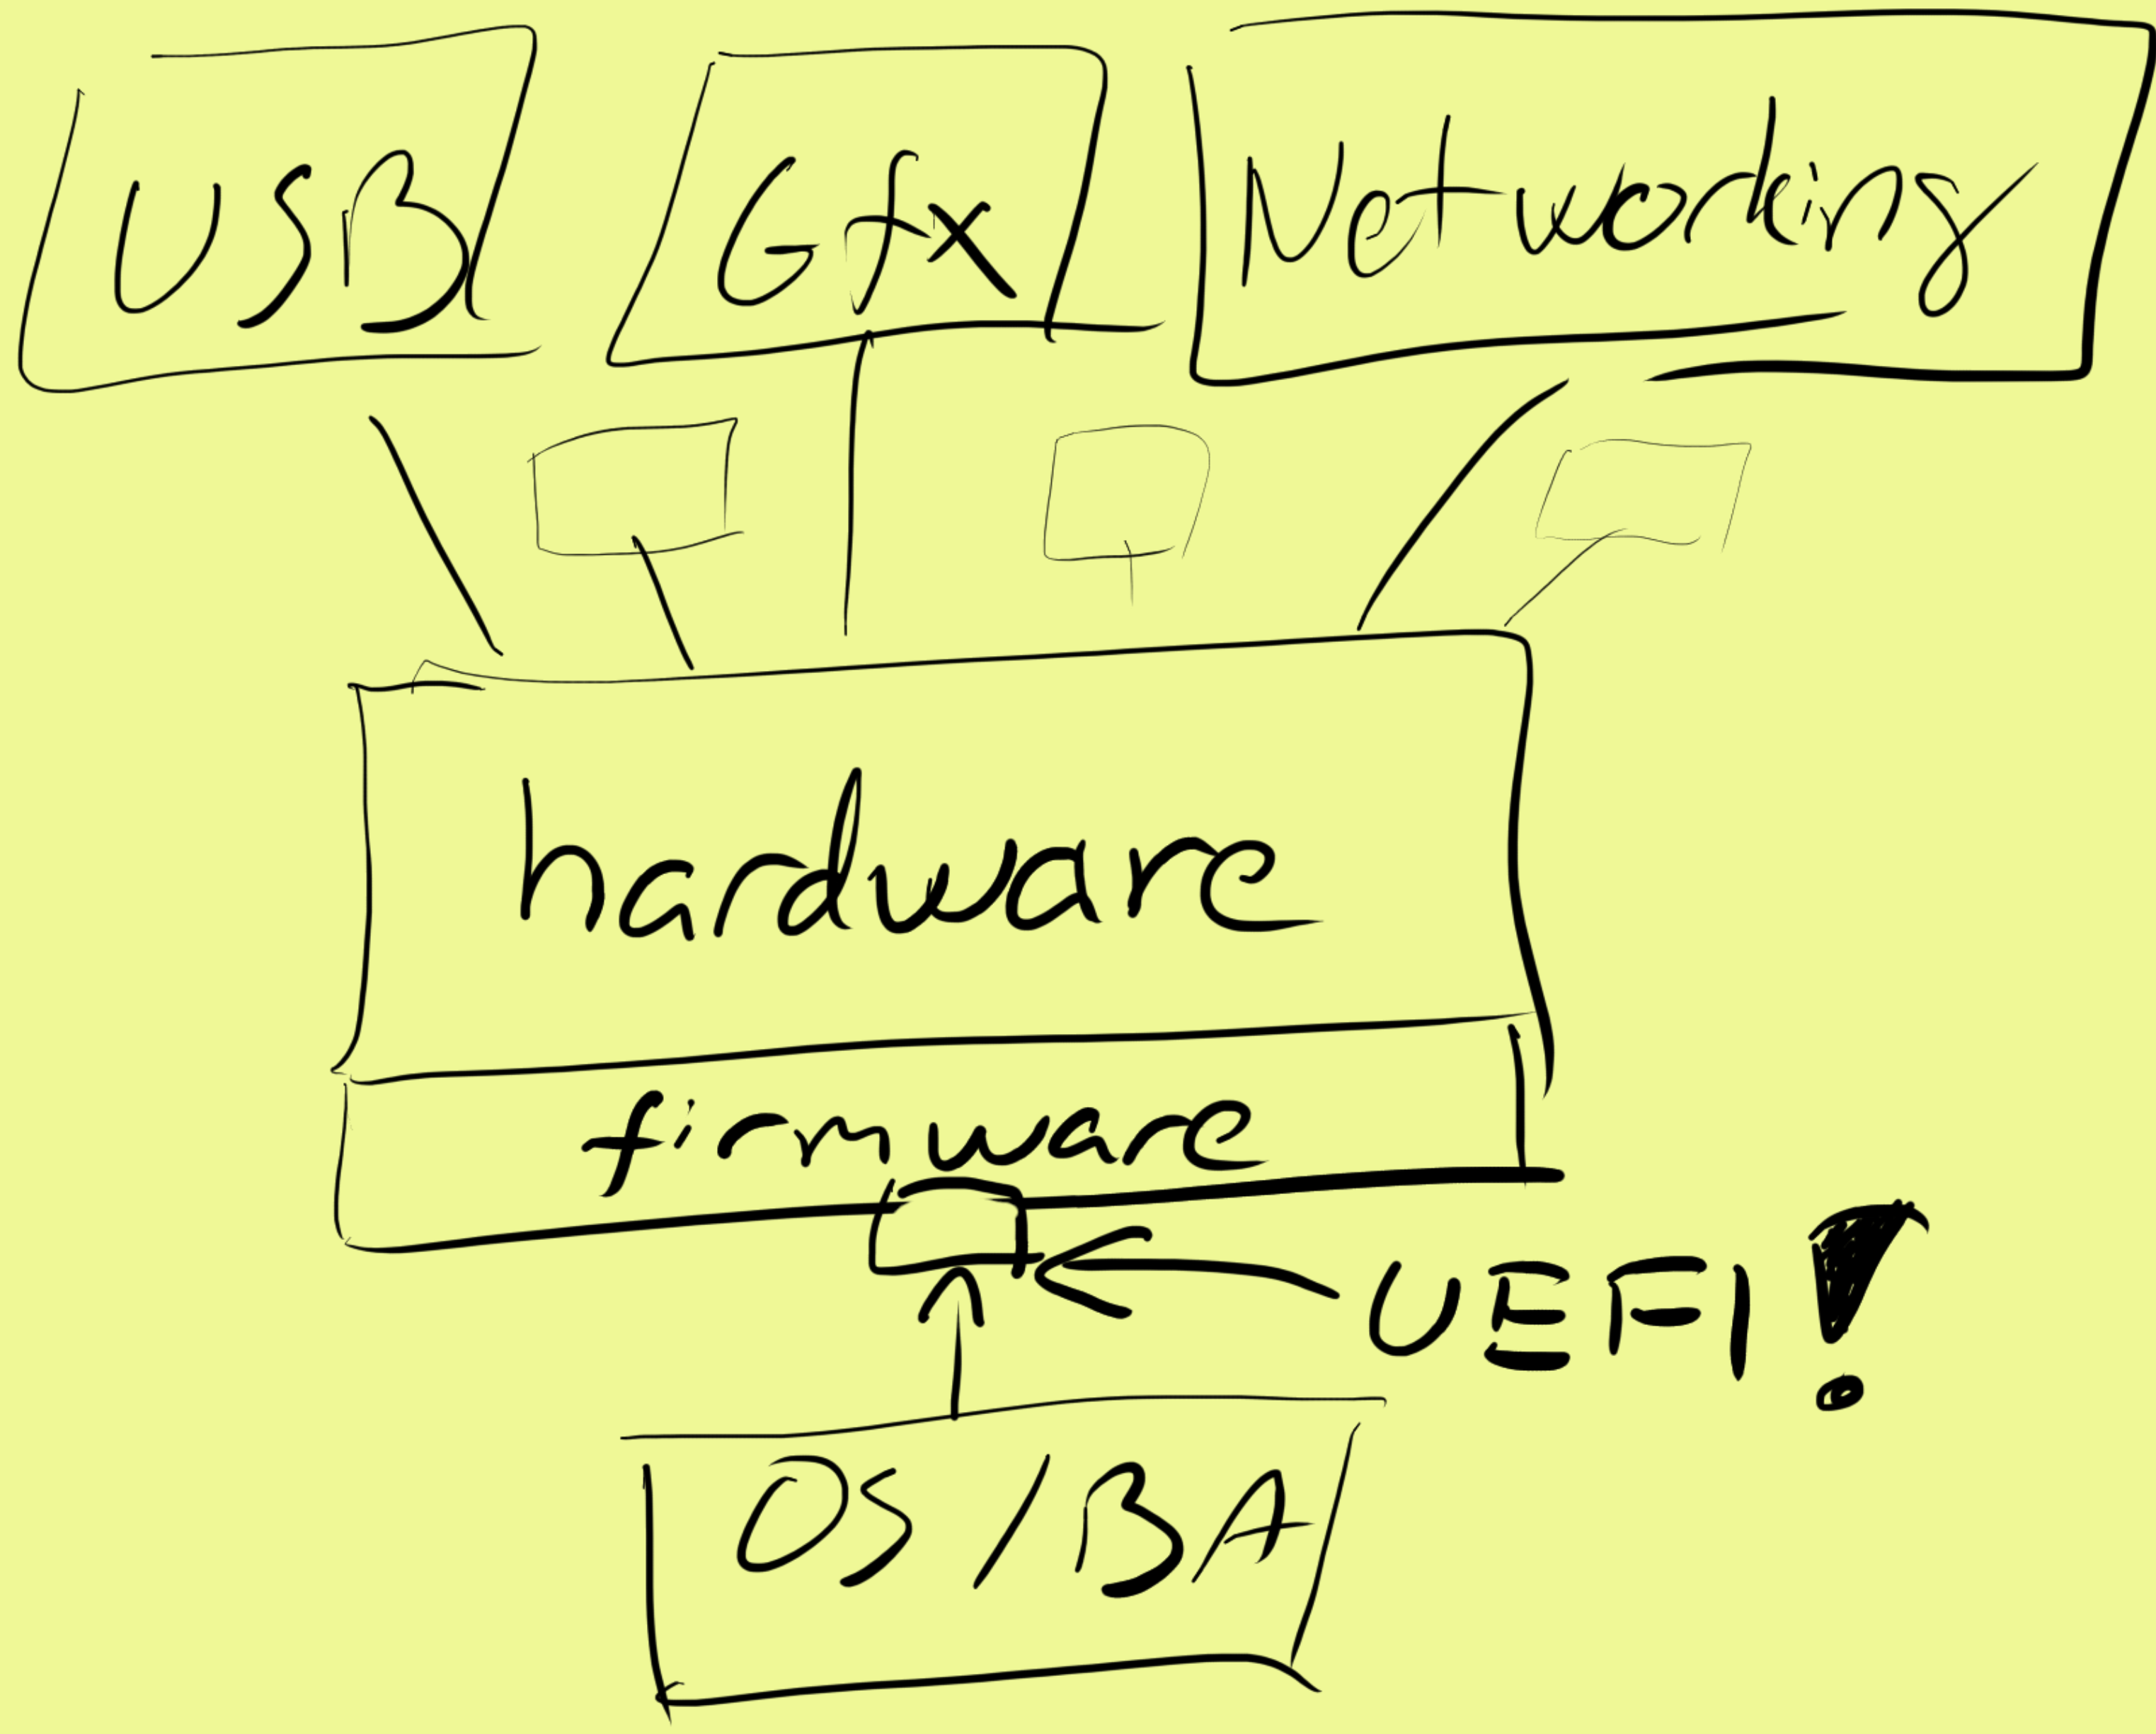 USB
Gfx
Networking
hardware
firmware
UEFI!
OS/BA